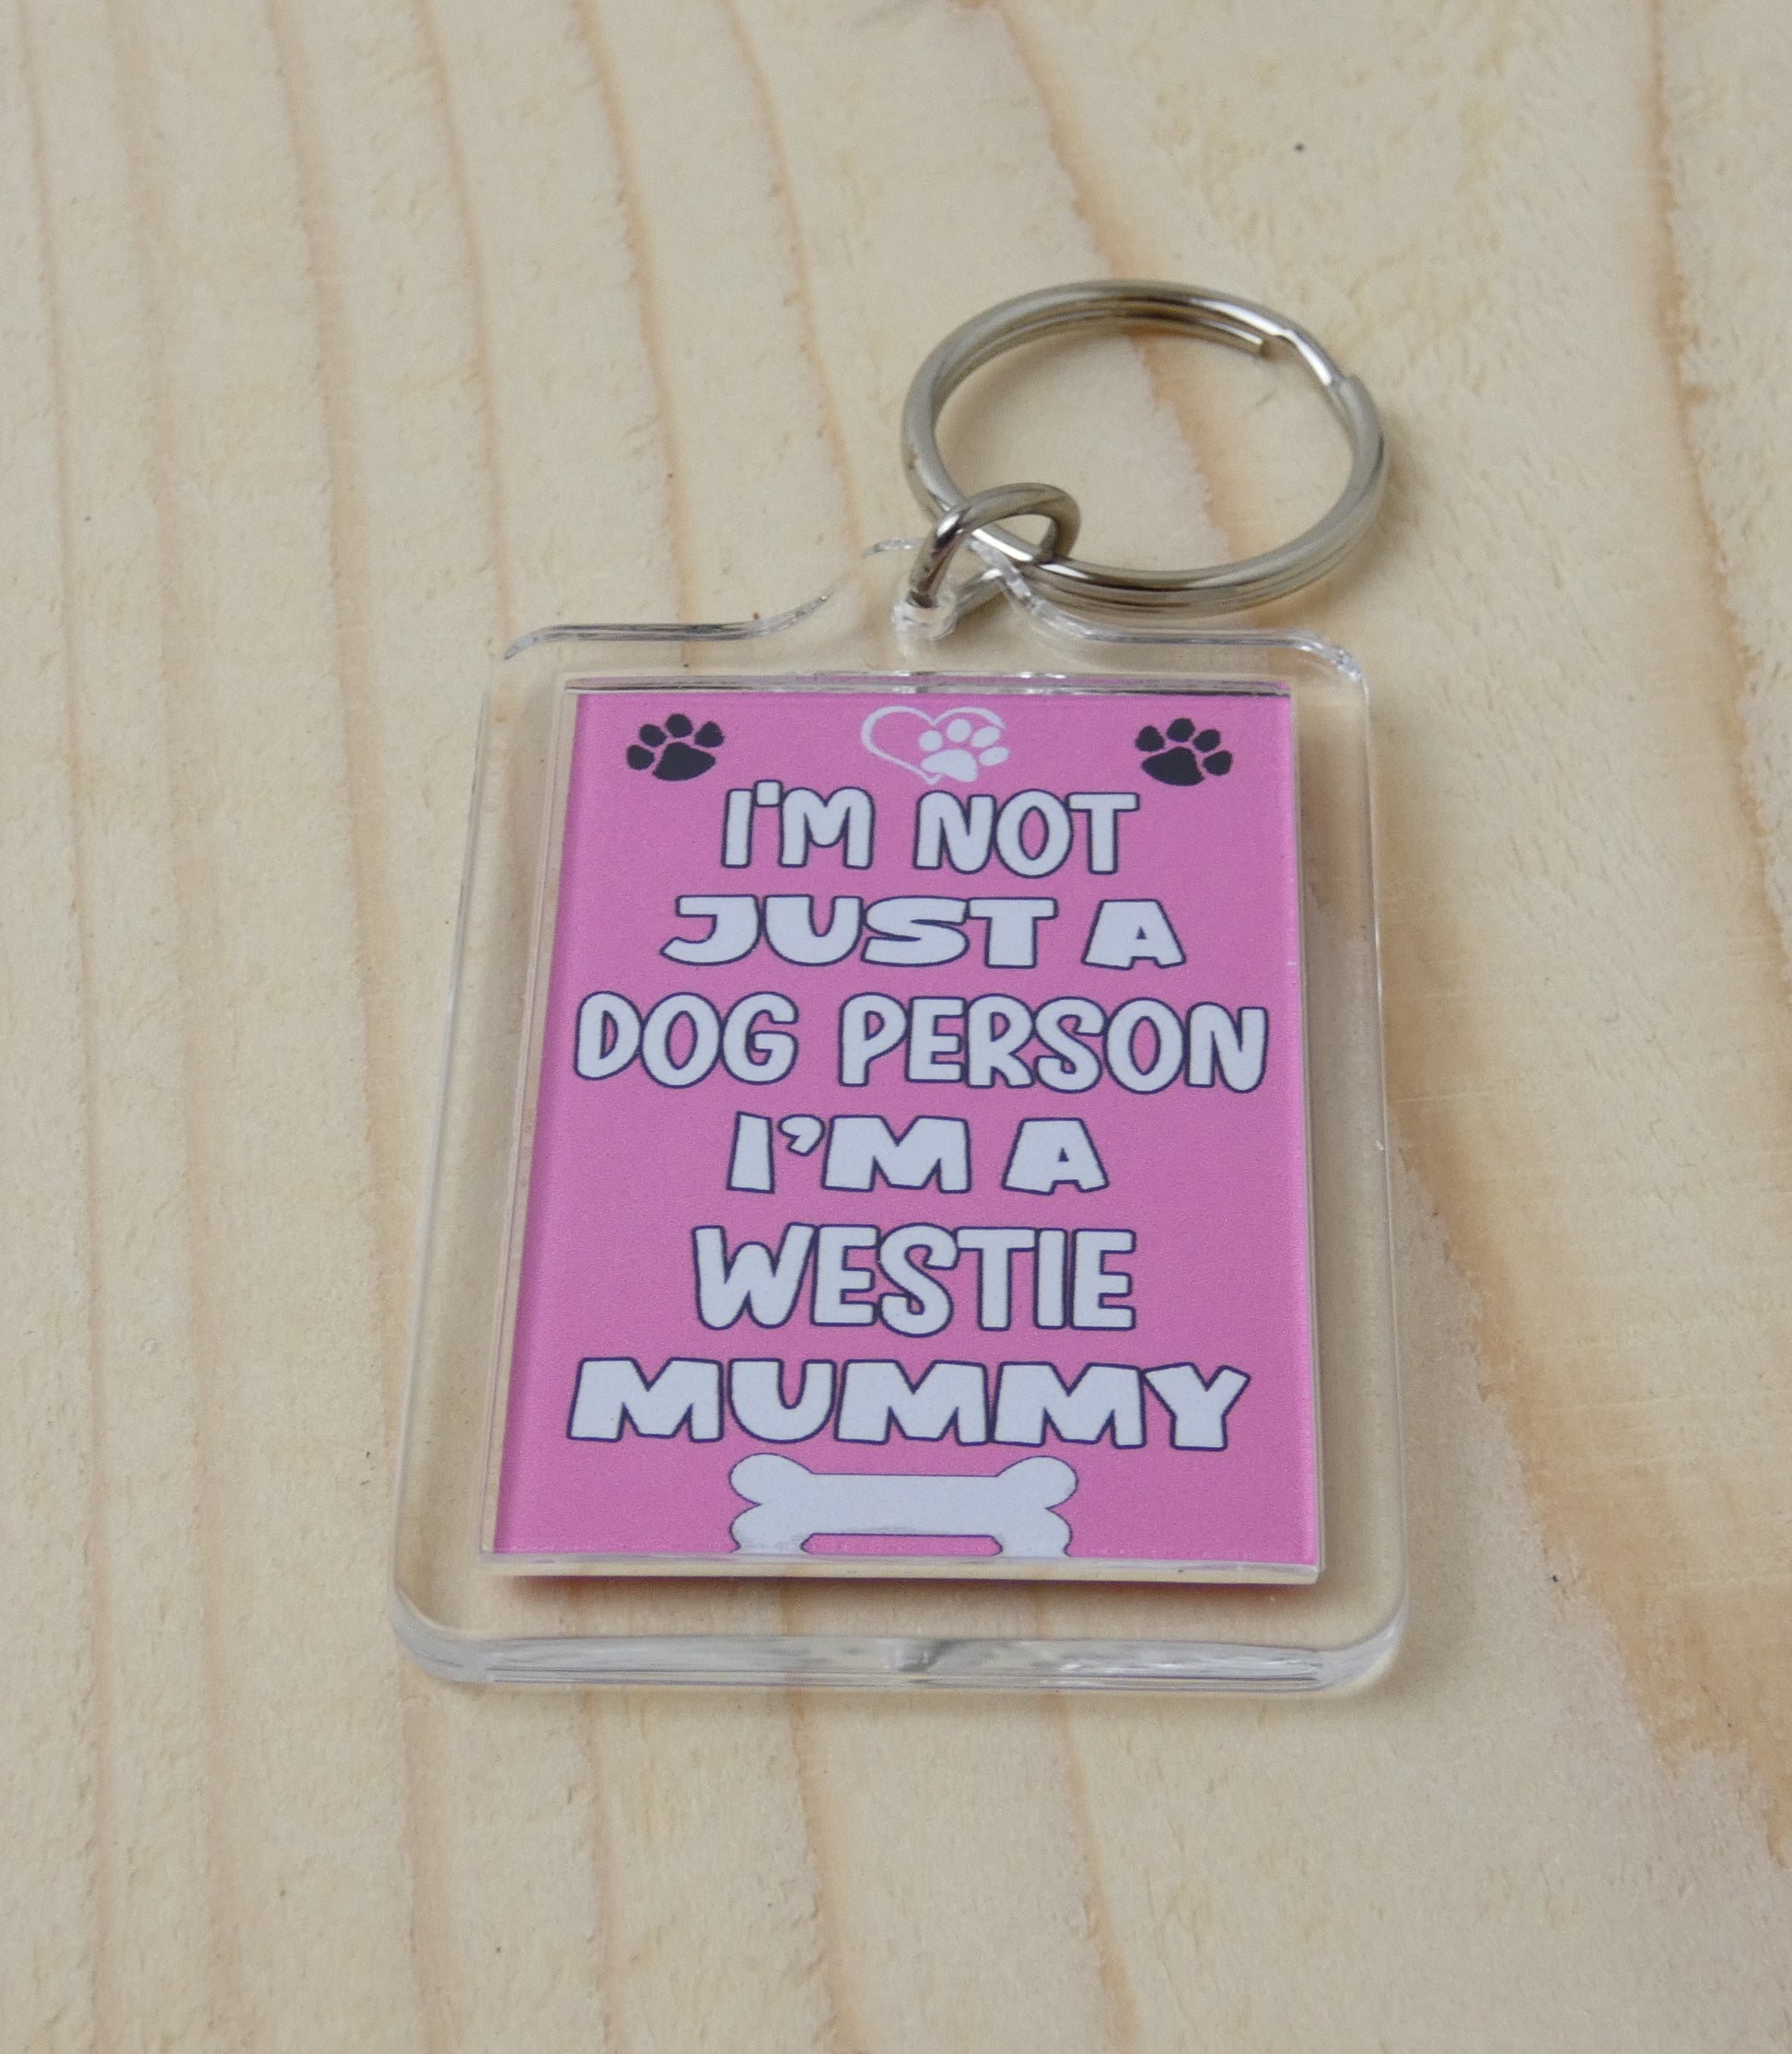 I'M NOT
JUST A
DOG PERSON
I'M A
WESTIE
MUMMY